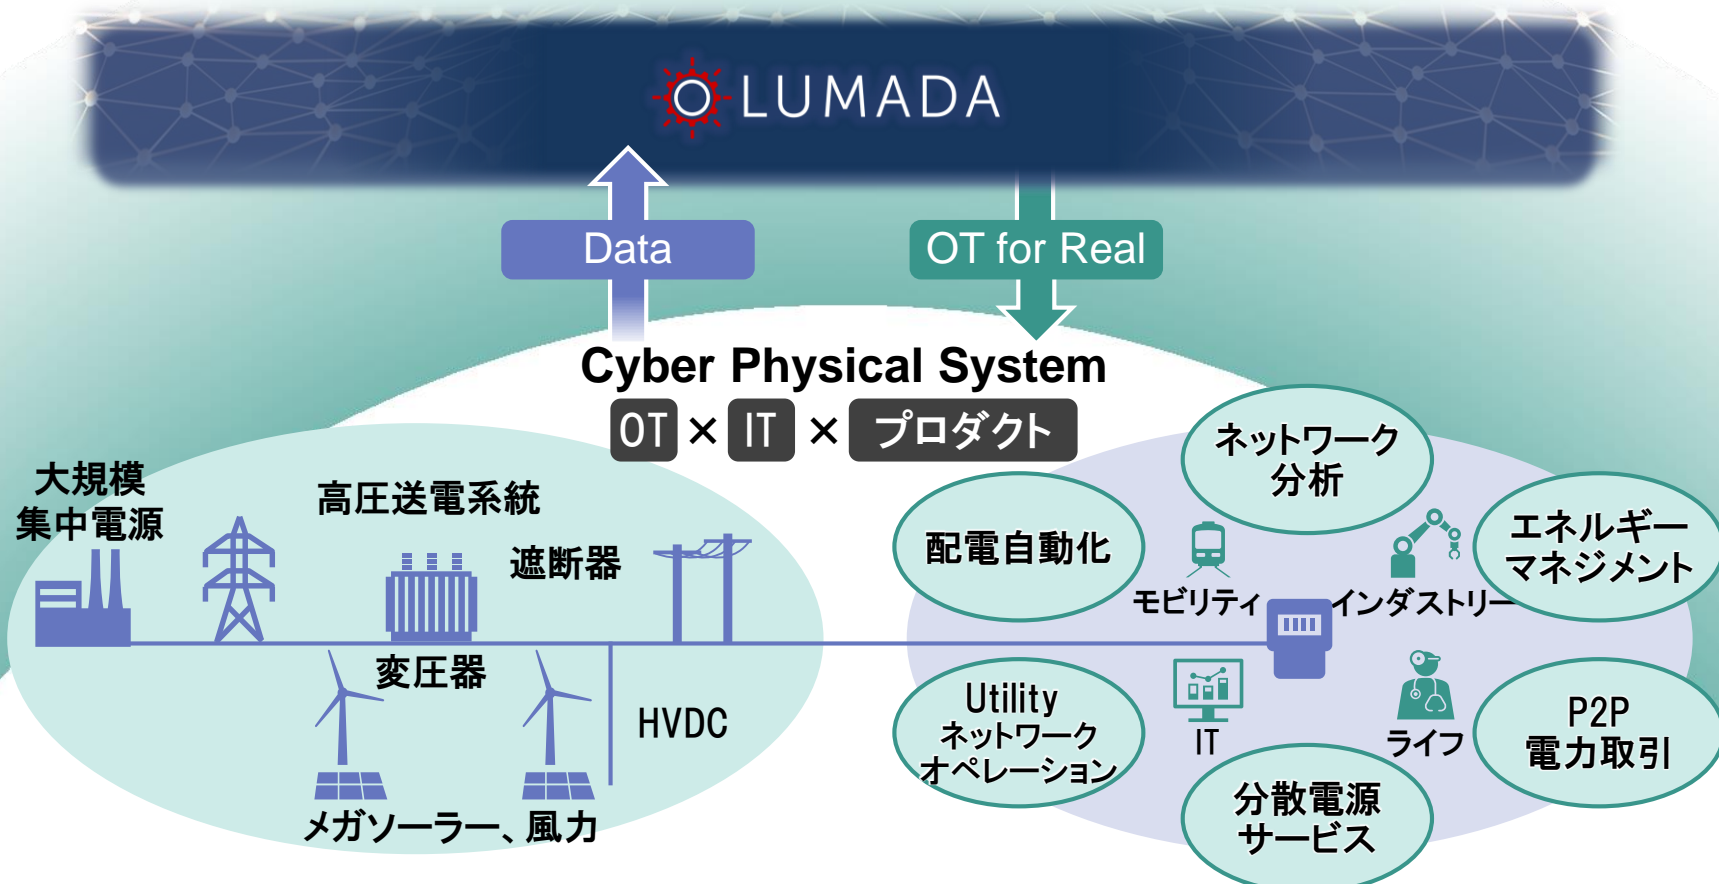 LUMADA
Data
OT for Real
Cyber Physical System
OT × IT × プロダクト
大規模
集中電源
高圧送電系統
遮断器
変圧器
HVDC
メガソーラー、風力
ネットワーク
分析
配電自動化
エネルギー
マネジメント
モビリティ
インダストリー
Utility
ネットワーク
オペレーション
IT
ライフ
P2P
電力取引
分散電源
サービス